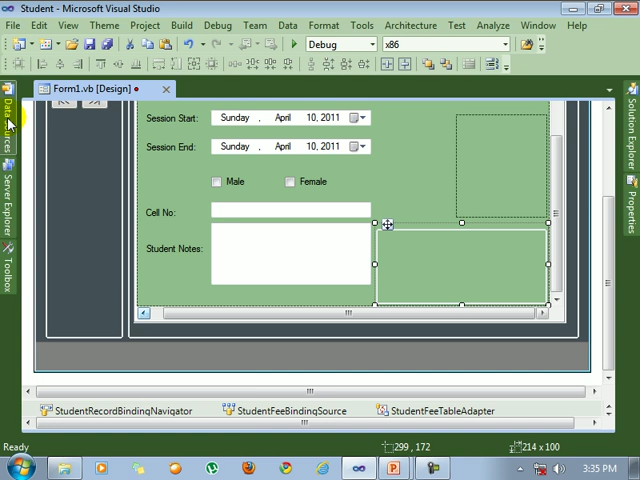 Student - Microsoft Visual Studio
File Edit View Theme Project Build Debug Team Data Format Tools Architecture Test Analyze Window Help
Debug x86
Form1.vb [Design]
Data Sources
Server Explorer
Toolbox
Solution Explorer
Properties
Session Start: Sunday , April 10, 2011
Session End: Sunday , April 10, 2011
Male Female
Cell No:
Student Notes:
StudentRecordBindingNavigator StudentFeeBindingSource StudentFeeTableAdapter
Ready 299 , 172 214 x 100
3:35 PM